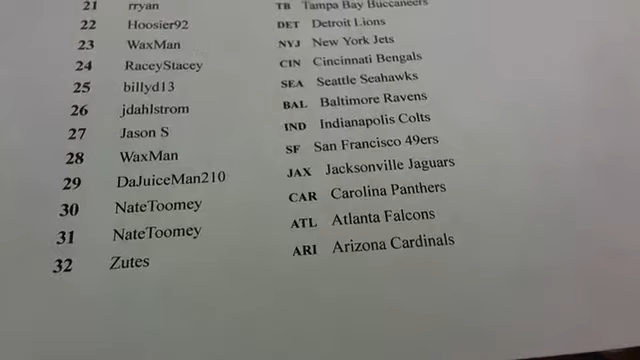 21 rryan TB Tampa Bay Buccaneers
22 Hoosier92 DET Detroit Lions
23 WaxMan NYJ New York Jets
24 RaceyStacey CIN Cincinnati Bengals
25 billyd13 SEA Seattle Seahawks
26 jdahlstrom BAL Baltimore Ravens
27 Jason S IND Indianapolis Colts
28 WaxMan SF San Francisco 49ers
29 DaJuiceMan210 JAX Jacksonville Jaguars
30 NateToomey CAR Carolina Panthers
31 NateToomey ATL Atlanta Falcons
32 Zutes ARI Arizona Cardinals